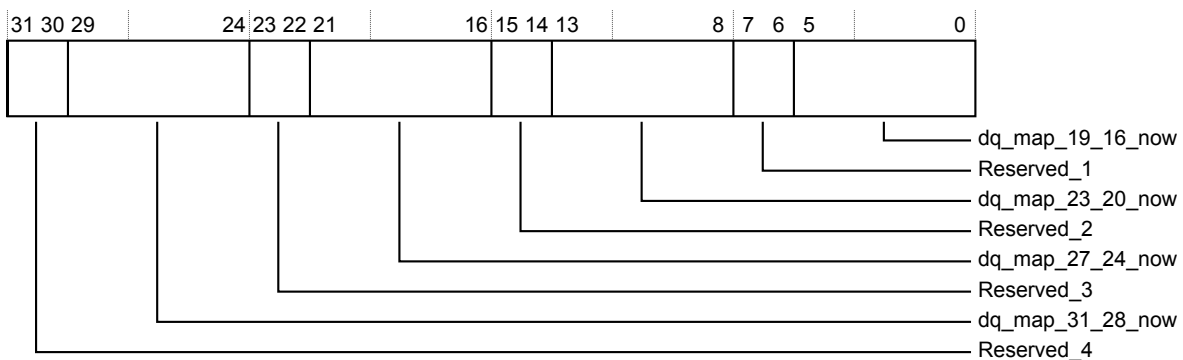 31 30 29 24 23 22 21 16 15 14 13 8 7 6 5 0
dq_map_19_16_now
Reserved_1
dq_map_23_20_now
Reserved_2
dq_map_27_24_now
Reserved_3
dq_map_31_28_now
Reserved_4